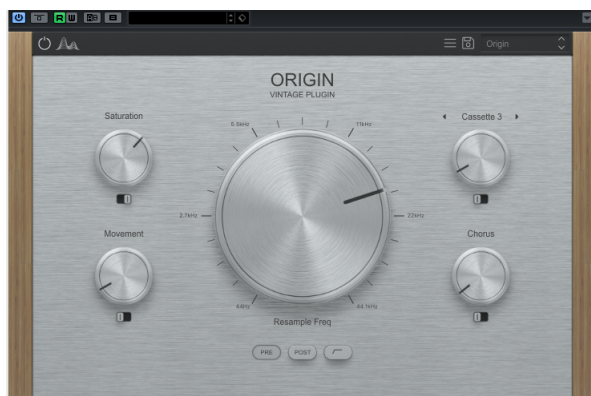 R W
Origin
ORIGIN
VINTAGE PLUGIN
Saturation
5.5kHz
11kHz
Cassette 3
2.7kHz
22kHz
Movement
Chorus
44Hz
44.1kHz
Resample Freq
PRE
POST